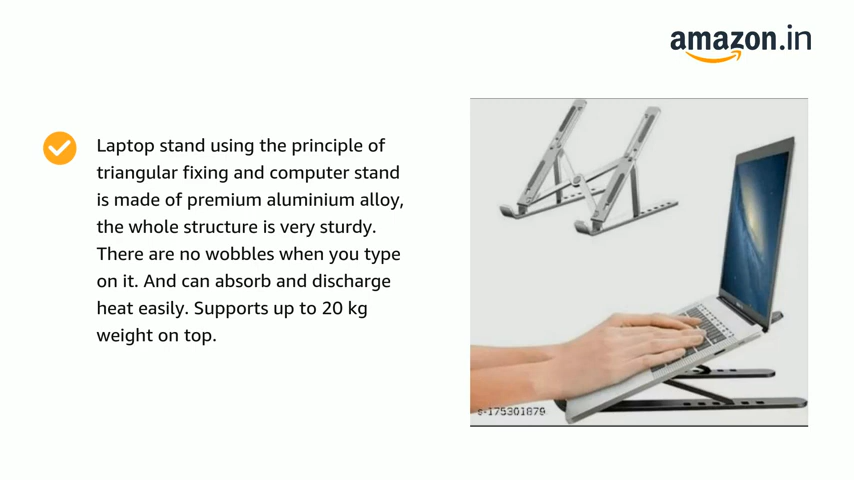 amazon.in
Laptop stand using the principle of
triangular fixing and computer stand
is made of premium aluminium alloy,
the whole structure is very sturdy.
There are no wobbles when you type
on it. And can absorb and discharge
heat easily. Supports up to 20 kg
weight on top.
s-175301879